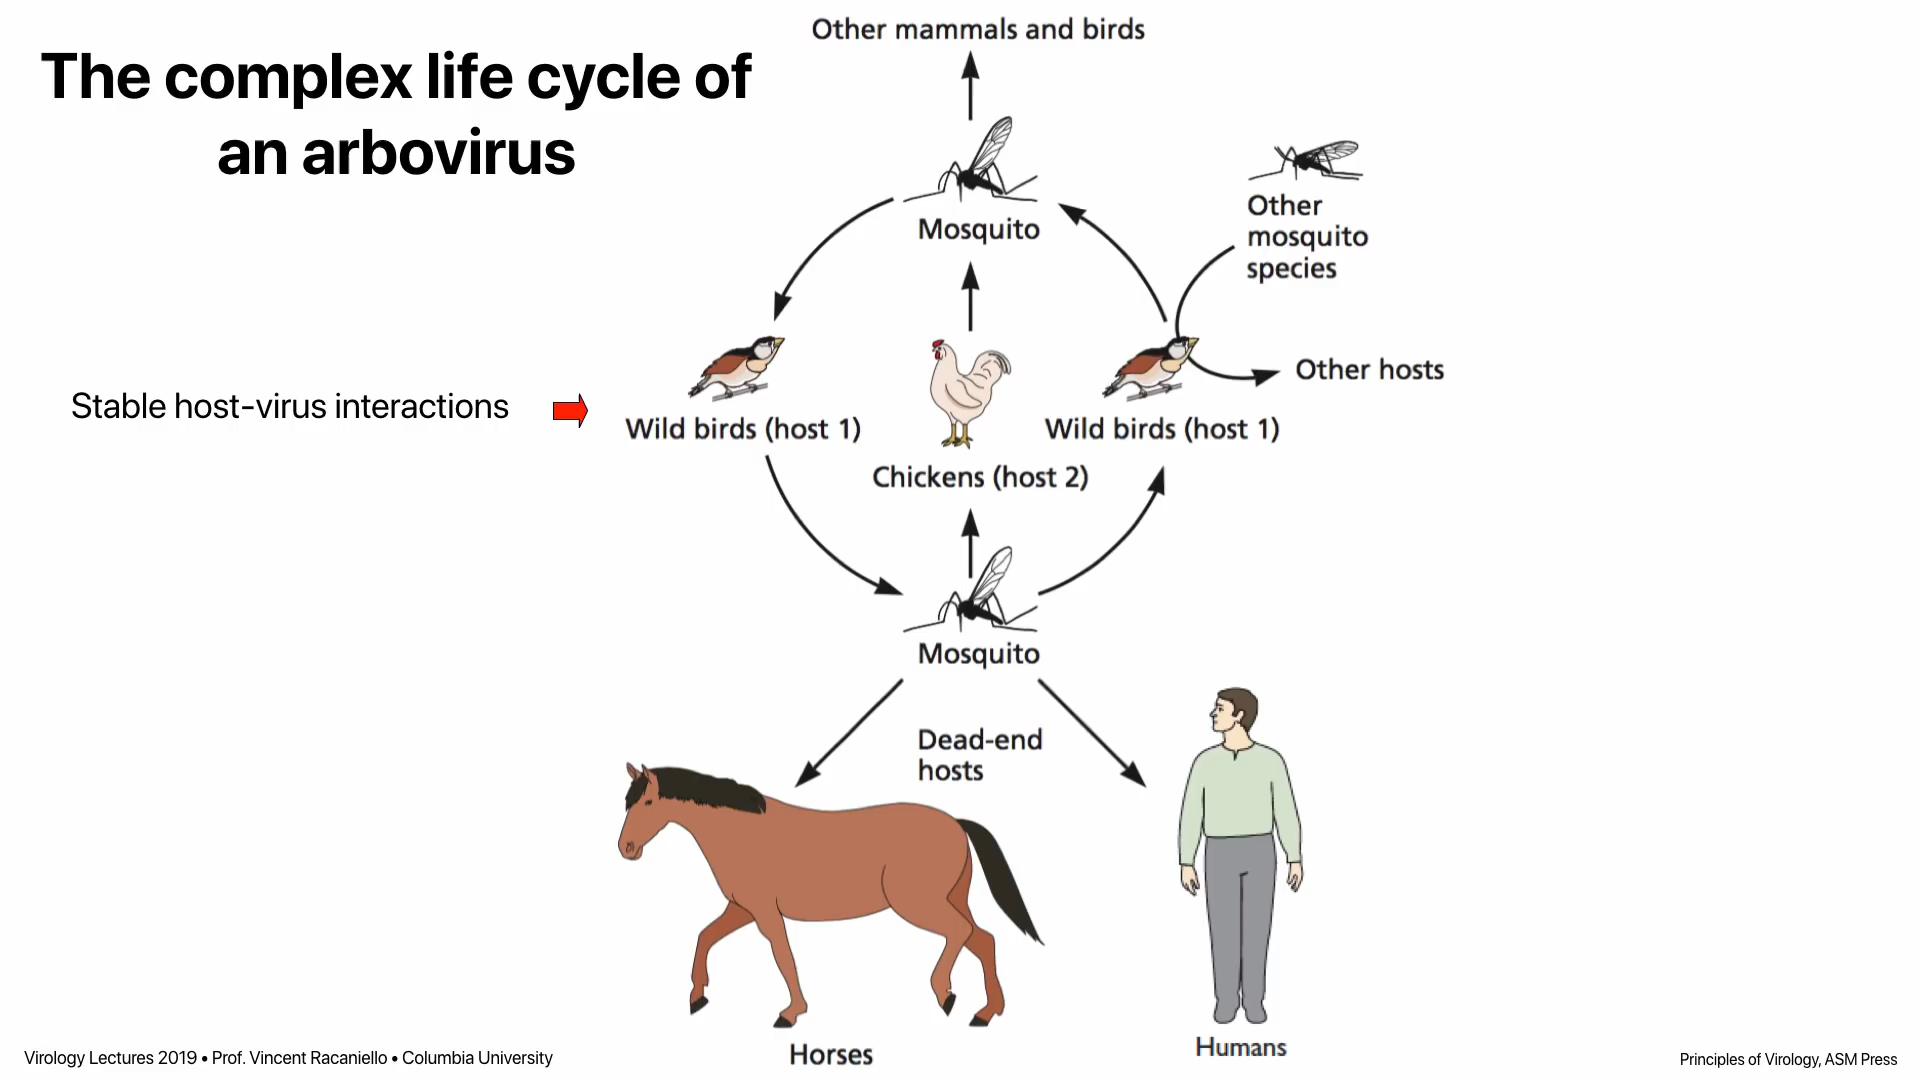 The complex life cycle of
an arbovirus
Other mammals and birds
Mosquito
Other
mosquito
species
Other hosts
Stable host-virus interactions
Wild birds (host 1)
Wild birds (host 1)
Chickens (host 2)
Mosquito
Dead-end
hosts
Horses
Humans
Virology Lectures 2019 • Prof. Vincent Racaniello • Columbia University
Principles of Virology, ASM Press